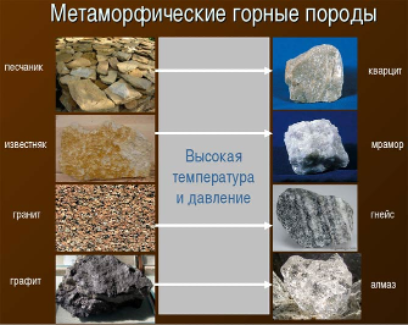 Метаморфические горные породы
песчаник
кварцит
известняк
мрамор
Высокая
температура
и давление
гранит
гнейс
графит
алмаз